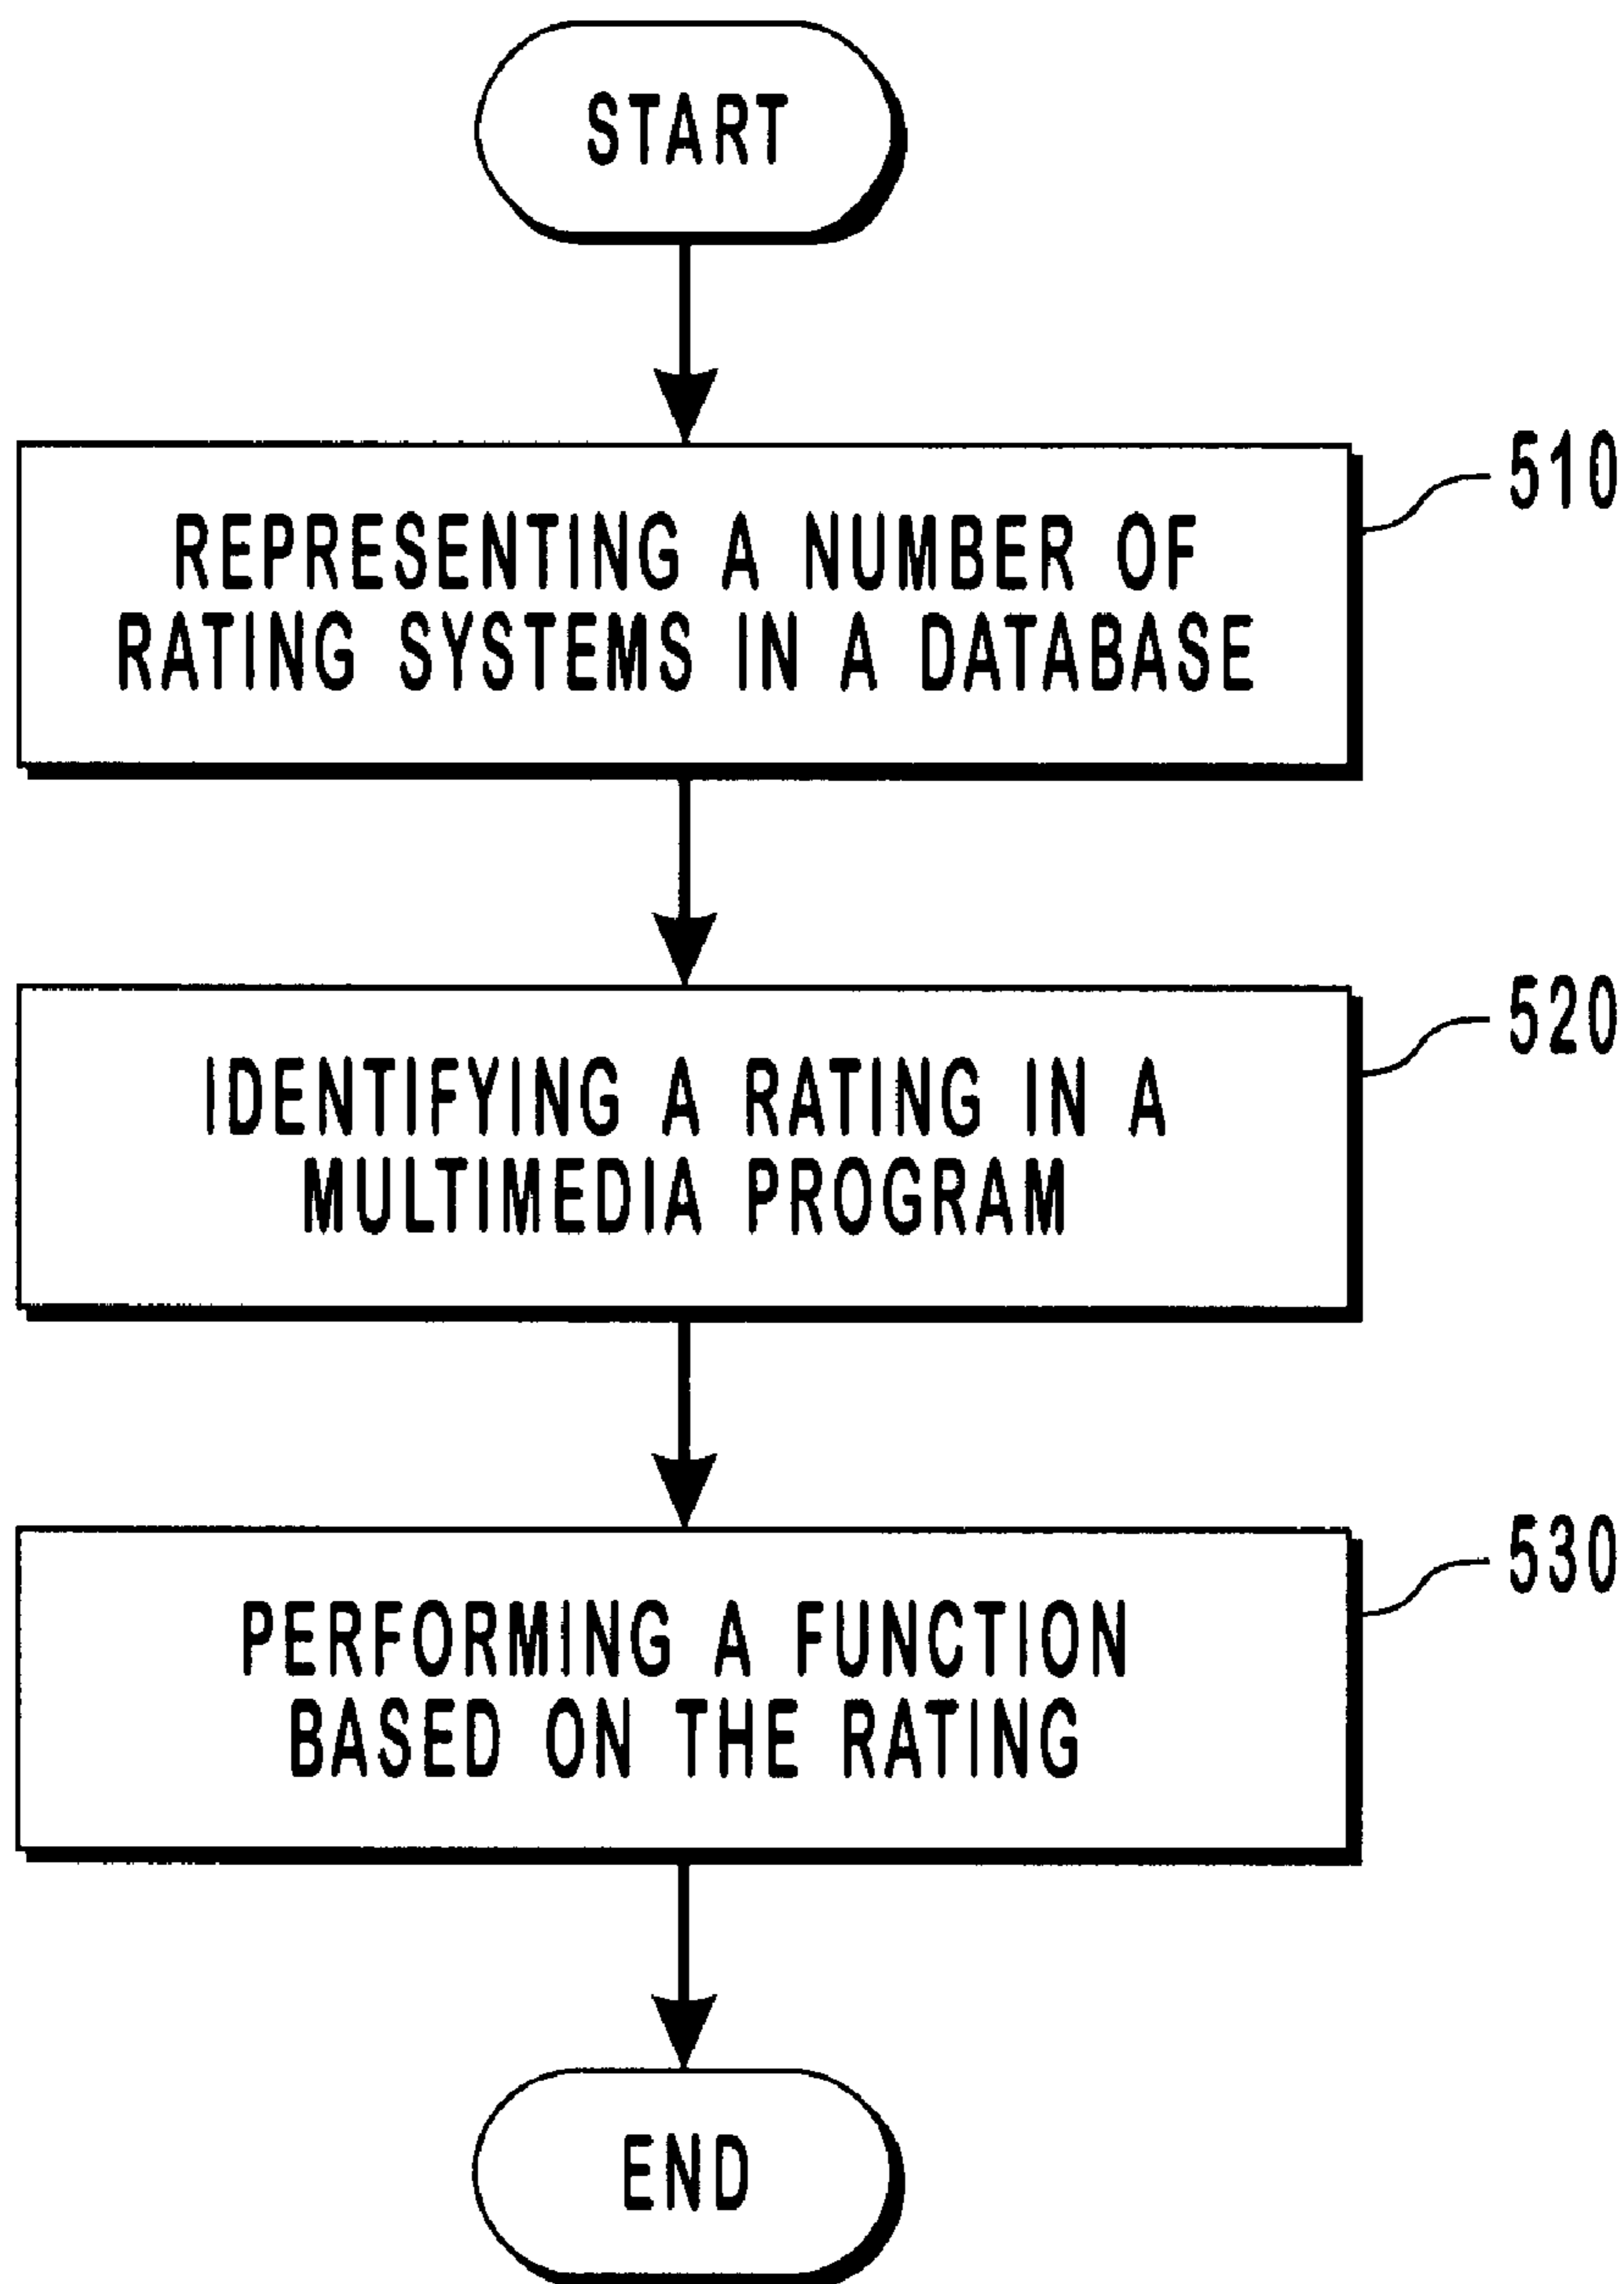 START
510
REPRESENTING A NUMBER OF
RATING SYSTEMS IN A DATABASE
520
IDENTIFYING A RATING IN A
MULTIMEDIA PROGRAM
530
PERFORMING A FUNCTION
BASED ON THE RATING
END